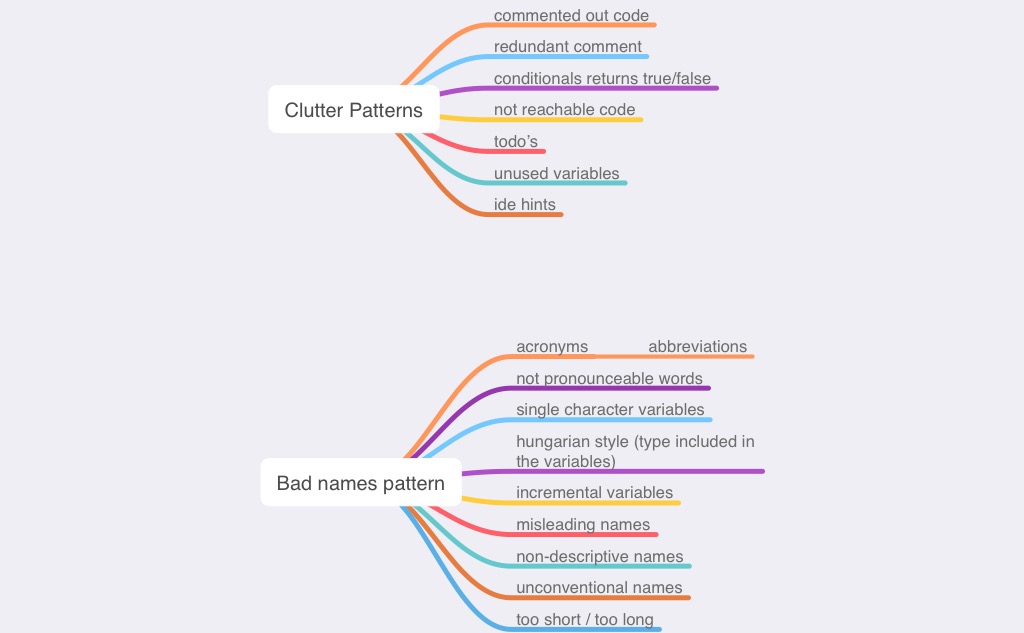 commented out code
redundant comment
conditionals returns true/false
Clutter Patterns
not reachable code
todo’s
unused variables
ide hints
acronyms abbreviations
not pronounceable words
single character variables
hungarian style (type included in
the variables)
Bad names pattern
incremental variables
misleading names
non-descriptive names
unconventional names
too short / too long